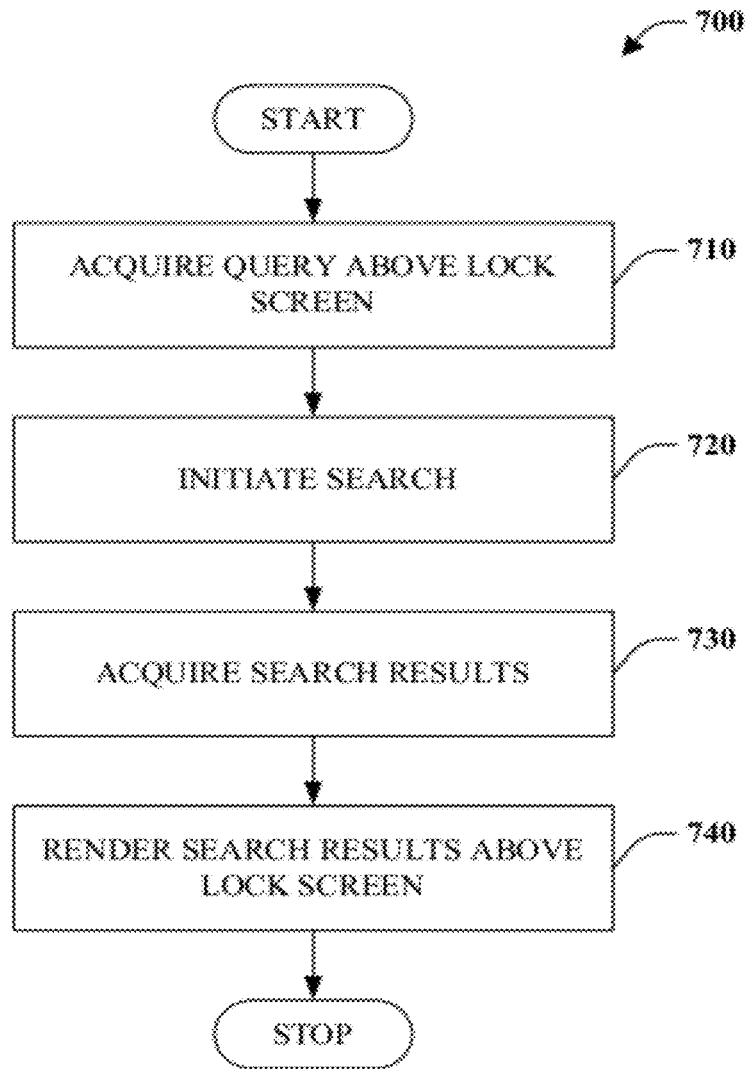 700
START
ACQUIRE QUERY ABOVE LOCK
SCREEN
710
INITIATE SEARCH
720
ACQUIRE SEARCH RESULTS
730
RENDER SEARCH RESULTS ABOVE
LOCK SCREEN
740
STOP